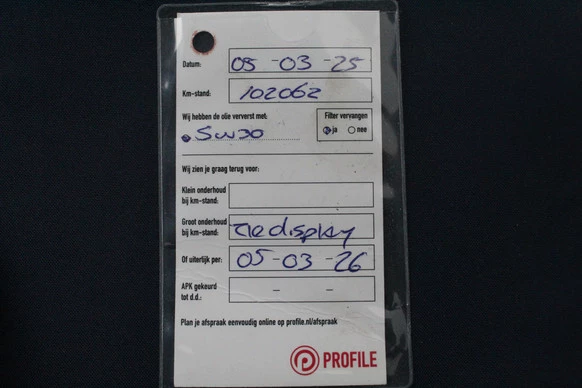 Datum: 05-03-25
Km-stand: 102062
Wij hebben de olie ververst met: Filter vervangen
5W30 ja nee
Wij zien je graag terug voor:
Klein onderhoud
bij km-stand:
Groot onderhoud
bij km-stand: zie display
Of uiterlijk per: 05-03-26
APK gekeurd
tot d.d.: - -
Plan je afspraak eenvoudig online op profile.nl/afspraak
PROFILE